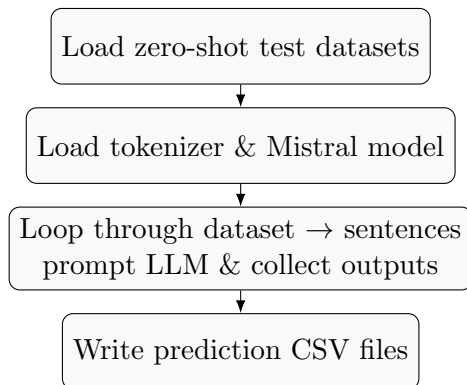 Load zero-shot test datasets
Load tokenizer & Mistral model
Loop through dataset → sentences
prompt LLM & collect outputs
Write prediction CSV files